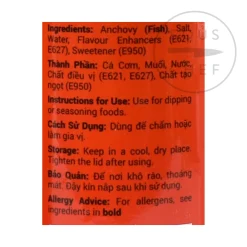 Ingredients: Anchovy (Fish), Salt,
Water, Flavour Enhancers (E621,
E627), Sweetener (E950)
Thành Phần: Cá Cơm, Muối, Nước,
Chất điều vị (E621, E627), Chất tạo
ngọt (E950)
Instructions for Use: Use for dipping
or seasoning foods.
Cách Sử Dụng: Dùng để chấm hoặc
làm gia vị.
Storage: Keep in a cool, dry place.
Tighten the lid after using.
Bảo Quản: Để nơi khô ráo, thoáng
mát. Đậy kín nắp sau khi sử dụng.
Allergy Advice: For allergens, see
ingredients in bold